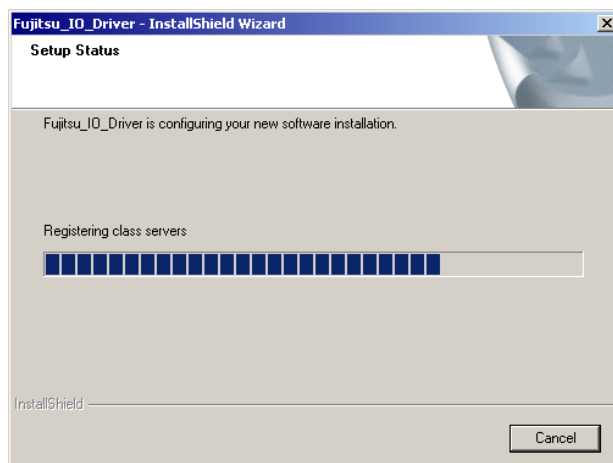 Fujitsu_IO_Driver - InstallShield Wizard
Setup Status
Fujitsu_IO_Driver is configuring your new software installation.
Registering class servers
InstallShield
Cancel